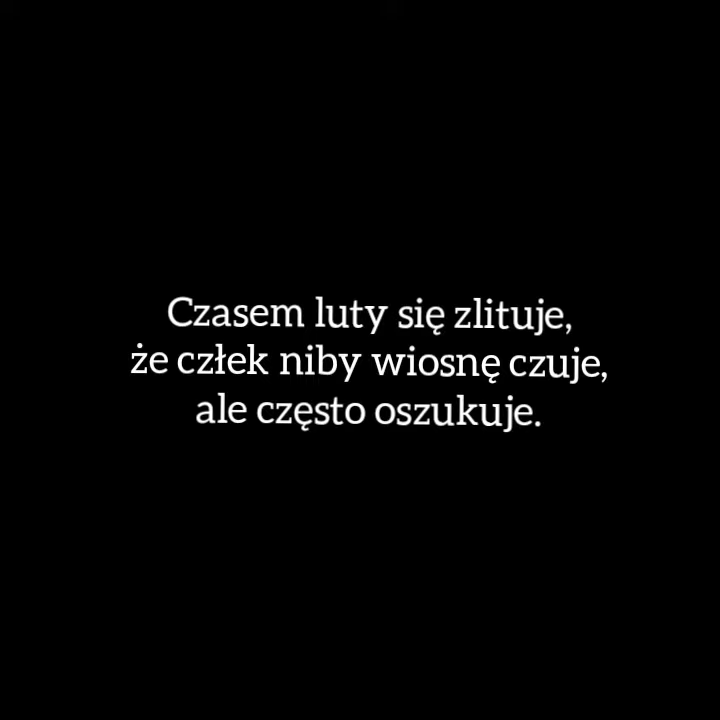 Czasem luty się zlituje,
że człek niby wiosnę czuje,
ale często oszukuje.